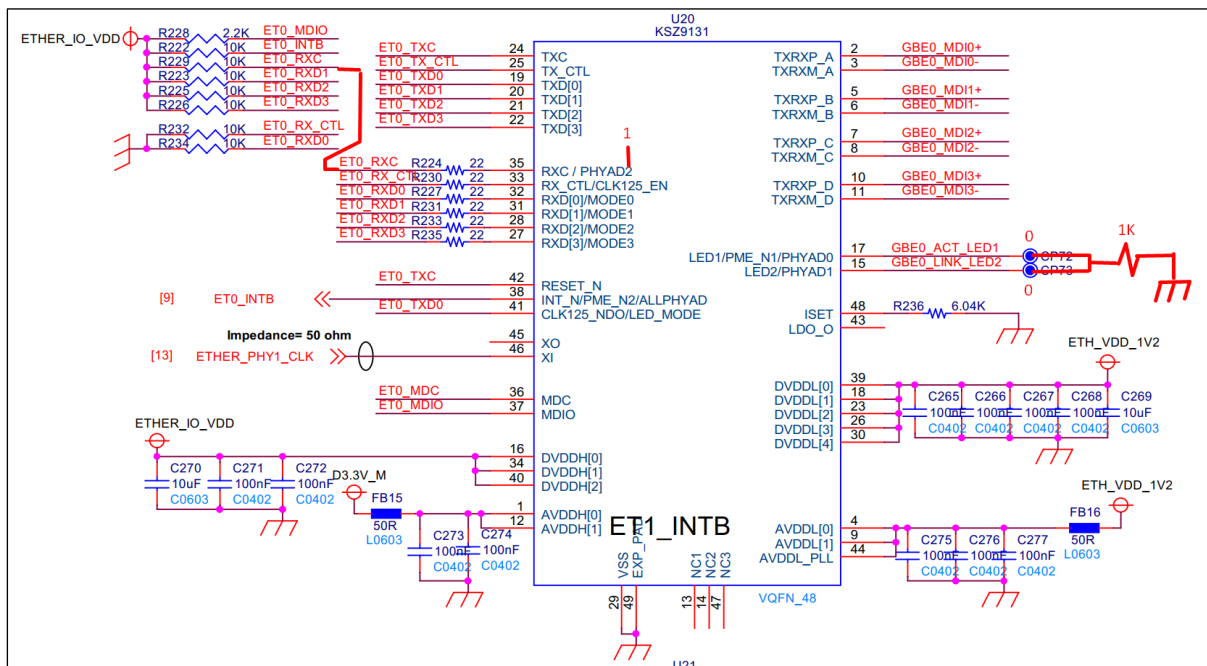 U20
KSZ9131
ETHER_IO_VDD
R228 2.2K ET0_MDIO
R222 10K ET0_INTB
R229 10K ET0_RXC
R223 10K ET0_RXD1
R225 10K ET0_RXD2
R226 10K ET0_RXD3
R232 10K ET0_RX_CTL
R234 10K ET0_RXD0
ET0_TXC 24 TXC
ET0_TX_CTL 25 TX_CTL
ET0_TXD0 19 TXD[0]
ET0_TXD1 20 TXD[1]
ET0_TXD2 21 TXD[2]
ET0_TXD3 22 TXD[3]
1
ET0_RXC R224 22 35 RXC / PHYAD2
ET0_RX_CTL R230 22 33 RX_CTL/CLK125_EN
ET0_RXD0 R227 22 32 RXD[0]/MODE0
ET0_RXD1 R231 22 31 RXD[1]/MODE1
ET0_RXD2 R233 22 28 RXD[2]/MODE2
ET0_RXD3 R235 22 27 RXD[3]/MODE3
ET0_TXC 42 RESET_N
[9] ET0_INTB 38 INT_N/PME_N2/ALLPHYAD
ET0_TXD0 41 CLK125_NDO/LED_MODE
Impedance= 50 ohm
45 XO
[13] ETHER_PHY1_CLK 46 XI
ET0_MDC 36 MDC
ET0_MDIO 37 MDIO
ETHER_IO_VDD
16 DVDDH[0]
34 DVDDH[1]
40 DVDDH[2]
C270 10uF C0603
C271 100nF C0402
C272 100nF C0402
D3.3V_M
FB15
50R
L0603
1 AVDDH[0]
12 AVDDH[1]
C273 100nF C0402
C274 100nF C0402
ET1_INTB
29 VSS
49 EXP_PAD
13 NC1
14 NC2
47 NC3
VQFN_48
TXRXP_A 2 GBE0_MDI0+
TXRXM_A 3 GBE0_MDI0-
TXRXP_B 5 GBE0_MDI1+
TXRXM_B 6 GBE0_MDI1-
TXRXP_C 7 GBE0_MDI2+
TXRXM_C 8 GBE0_MDI2-
TXRXP_D 10 GBE0_MDI3+
TXRXM_D 11 GBE0_MDI3-
0
1K
LED1/PME_N1/PHYAD0 17 GBE0_ACT_LED1 CP72
LED2/PHYAD1 15 GBE0_LINK_LED2 CP73
0
ISET 48 R236 6.04K
LDO_O 43
ETH_VDD_1V2
DVDDL[0] 39
DVDDL[1] 18
DVDDL[2] 23
DVDDL[3] 26
DVDDL[4] 30
C265 100nF C0402
C266 100nF C0402
C267 100nF C0402
C268 100nF C0402
C269 10uF C0603
ETH_VDD_1V2
FB16
50R
L0603
AVDDL[0] 4
AVDDL[1] 9
AVDDL_PLL 44
C275 100nF C0402
C276 100nF C0402
C277 100nF C0402
U21